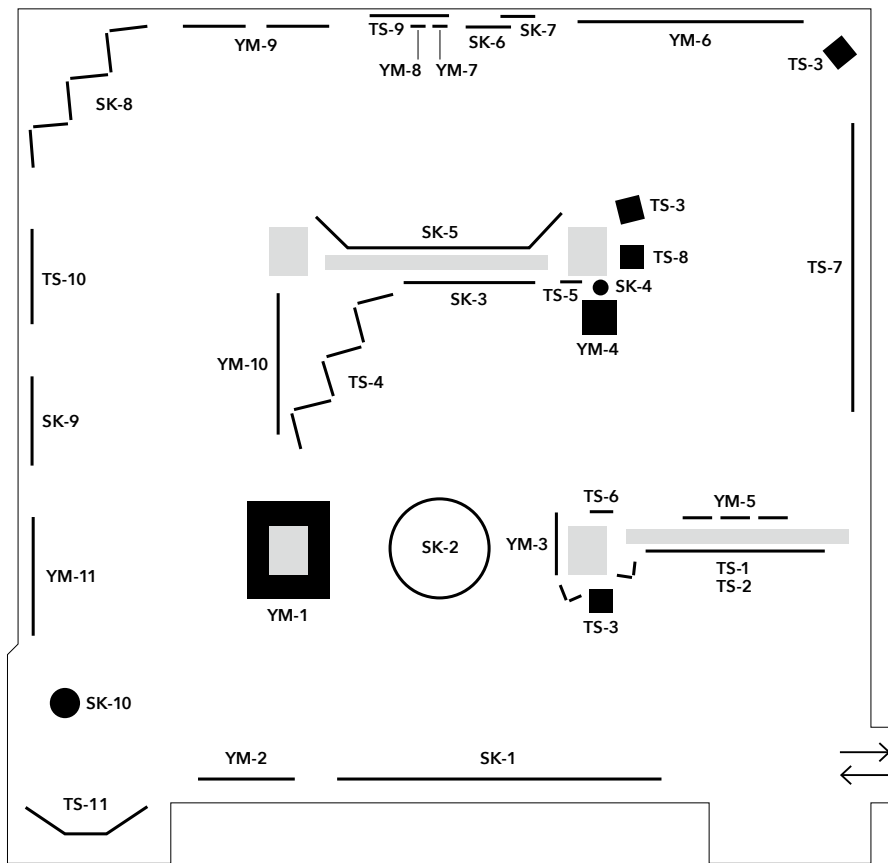 TS-9
SK-7
SK-6
YM-9
YM-6
YM-8
YM-7
TS-3
SK-8
TS-3
SK-5
TS-8
TS-10
TS-7
SK-3
TS-5
SK-4
YM-4
YM-10
TS-4
SK-9
TS-6
YM-5
SK-2
YM-3
TS-1
TS-2
YM-11
YM-1
TS-3
SK-10
YM-2
SK-1
TS-11